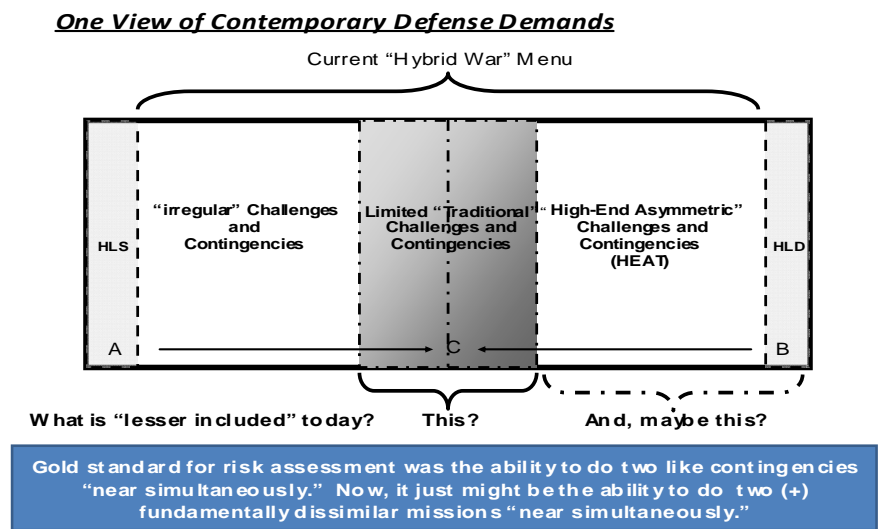 One View of Contemporary Defense Demands
Current “Hybrid War” Menu
“irregular” Challenges
and
Contingencies
Limited “Traditional”
Challenges and
Contingencies
“High-End Asymmetric”
Challenges and
Contingencies
(HEAT)
HLS
HLD
A
C
B
What is “lesser included” today?
This?
And, maybe this?
Gold standard for risk assessment was the ability to do two like contingencies
“near simultaneously.” Now, it just might be the ability to do two (+)
fundamentally dissimilar missions “near simultaneously.”